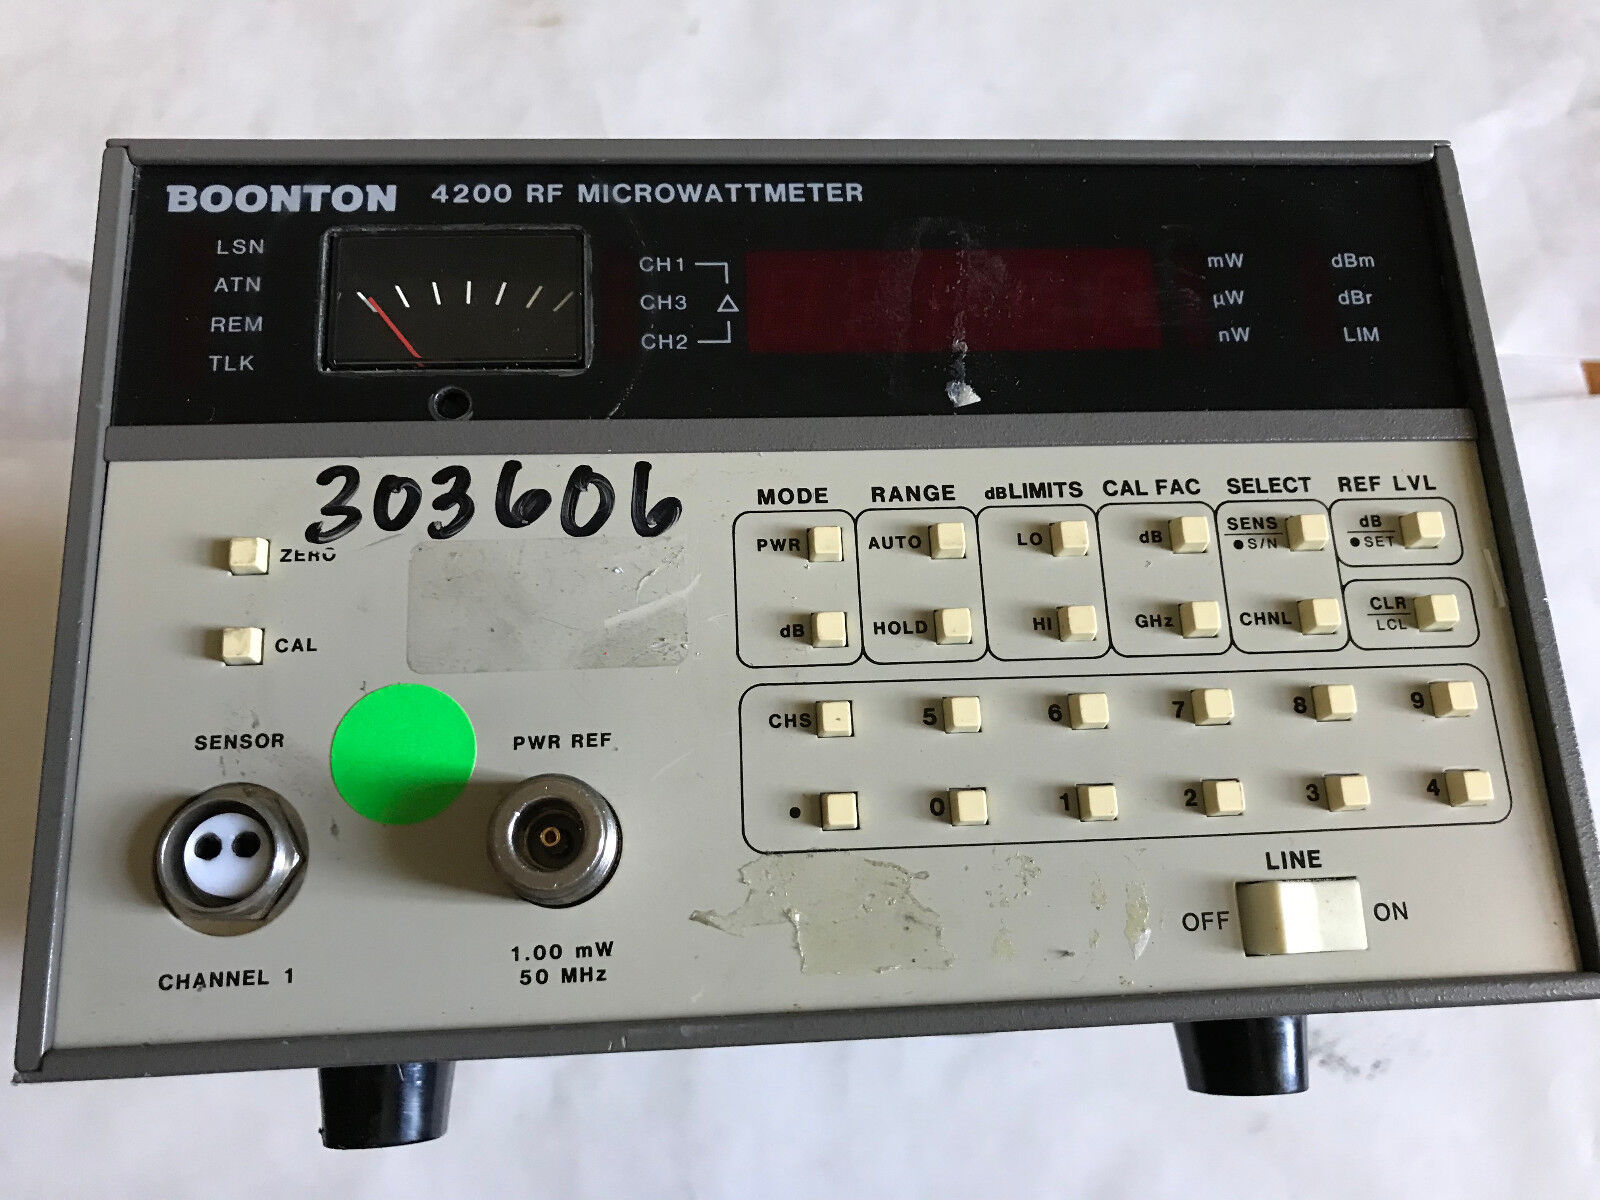 BOONTON 4200 RF MICROWATTMETER
LSN
ATN
REM
TLK
CH1
CH3 △
CH2
mW dBm
μW dBr
nW LIM
303606
ZERO
CAL
MODE RANGE dBLIMITS CAL FAC SELECT REF LVL
PWR AUTO LO dB SENS dB
●S/N ●SET
dB HOLD HI GHz CHNL CLR
LCL
CHS 5 6 7 8 9
• 0 1 2 3 4
SENSOR
PWR REF
CHANNEL 1
1.00 mW
50 MHz
LINE
OFF ON